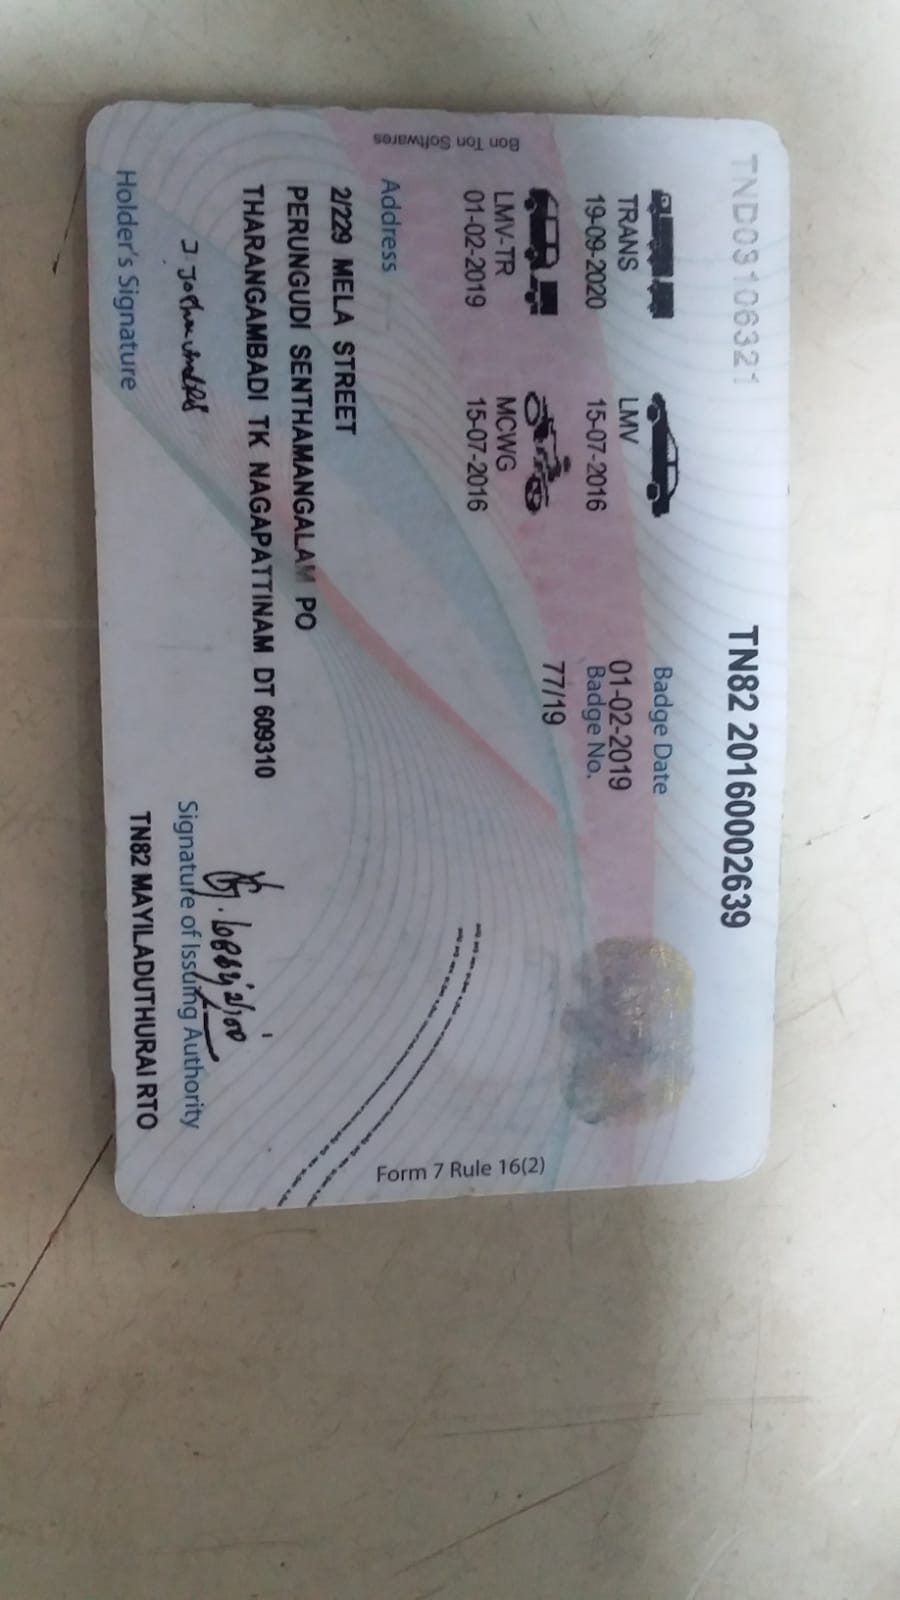 TND0910632
TN82 20160002639
TRANS
19-09-2020
LMV
15-07-2016
Badge Date
01-02-2019
Badge No.
77/19
LMV-TR
01-02-2019
MCWG
15-07-2016
Bon Ton Softwares
Address
2/229 MELA STREET
PERUNGUDI SENTHAMANGALAM PO
THARANGAMBADI TK NAGAPATTINAM DT 609310
Holder's Signature
Signature of Issuing Authority
TN82 MAYILADUTHURAI RTO
Form 7 Rule 16(2)